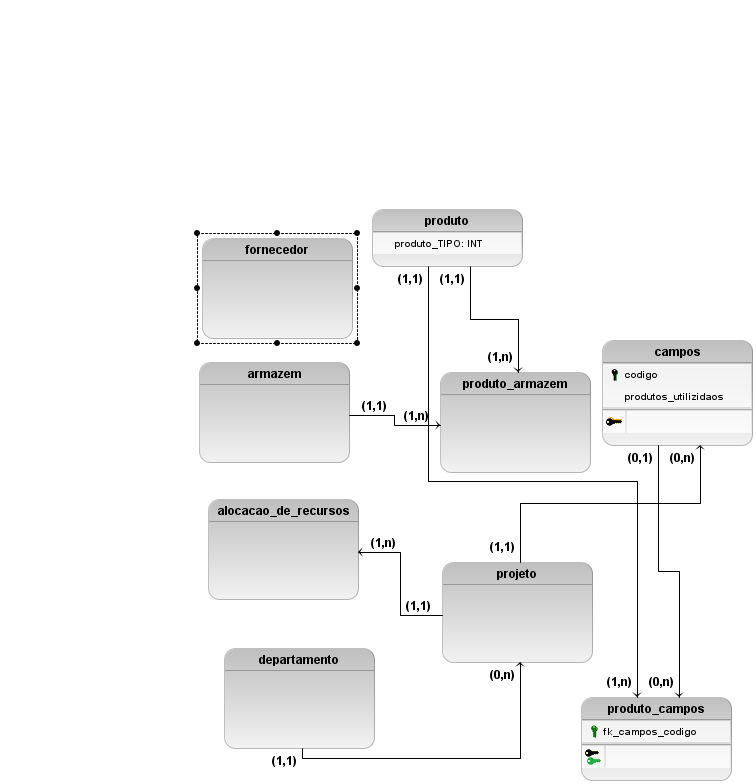 produto
produto_TIPO: INT
fornecedor
(1,1)
(1,1)
campos
(1,n)
armazem
produto_armazem
codigo
produtos_utilizidaos
(1,1)
(1,n)
(0,1)
(0,n)
alocacao_de_recursos
(1,n)
(1,1)
projeto
(1,1)
departamento
(0,n)
(1,n)
(0,n)
produto_campos
fk_campos_codigo
(1,1)